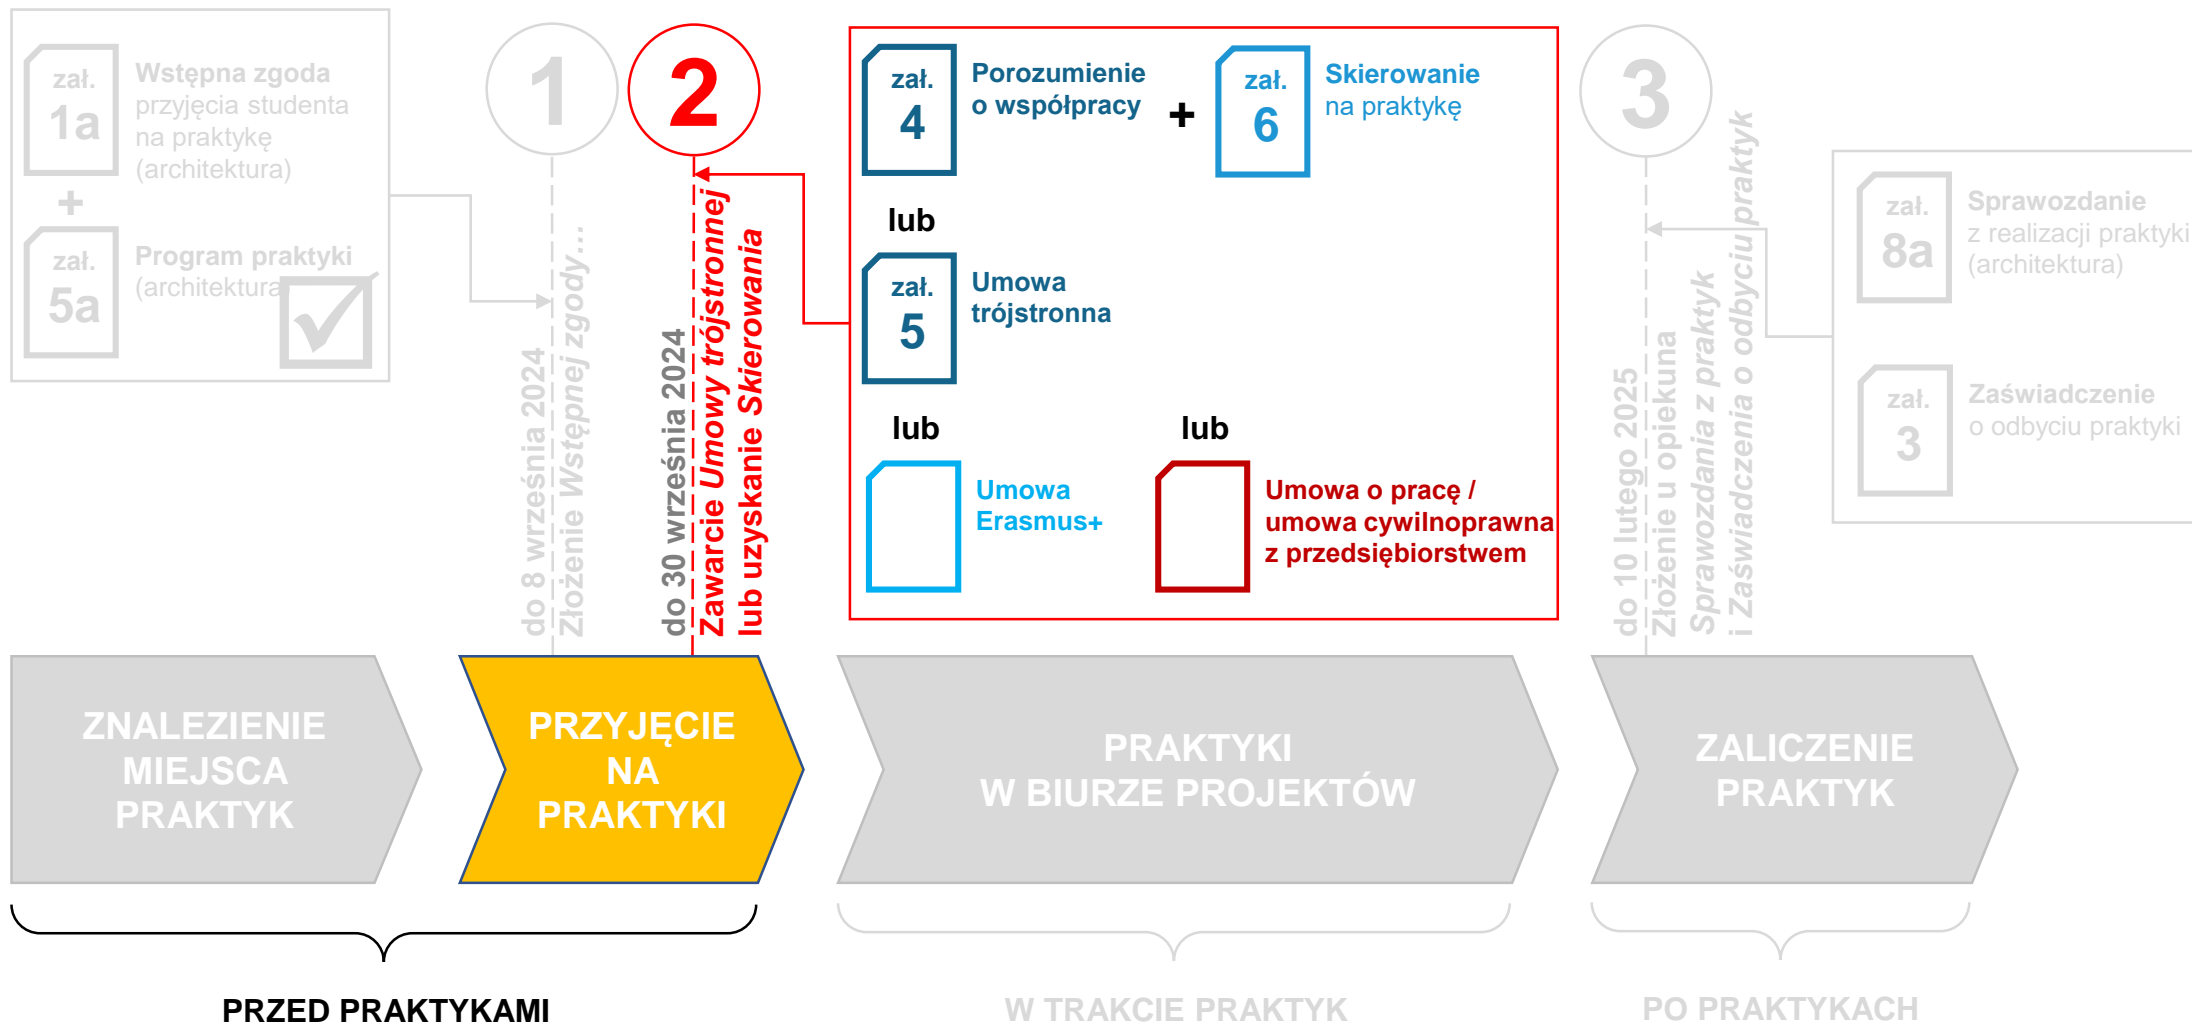 zał.
1a
Wstępna zgoda
przyjęcia studenta
na praktykę
(architektura)
+
zał.
5a
Program praktyki
(architektura
1
do 8 września 2024
Złożenie Wstępnej zgody…
2
do 30 września 2024
Zawarcie Umowy trójstronnej
lub uzyskanie Skierowania
zał.
4
Porozumienie
o współpracy
+
zał.
6
Skierowanie
na praktykę
lub
zał.
5
Umowa
trójstronna
lub
Umowa
Erasmus+
lub
Umowa o pracę /
umowa cywilnoprawna
z przedsiębiorstwem
3
do 10 lutego 2025
Złożenie u opiekuna
Sprawozdania z praktyk
i Zaświadczenia o odbyciu praktyk
zał.
8a
Sprawozdanie
z realizacji praktyki
(architektura)
zał.
3
Zaświadczenie
o odbyciu praktyki
ZNALEZIENIE
MIEJSCA
PRAKTYK
PRZYJĘCIE
NA
PRAKTYKI
PRAKTYKI
W BIURZE PROJEKTÓW
ZALICZENIE
PRAKTYK
PRZED PRAKTYKAMI
W TRAKCIE PRAKTYK
PO PRAKTYKACH